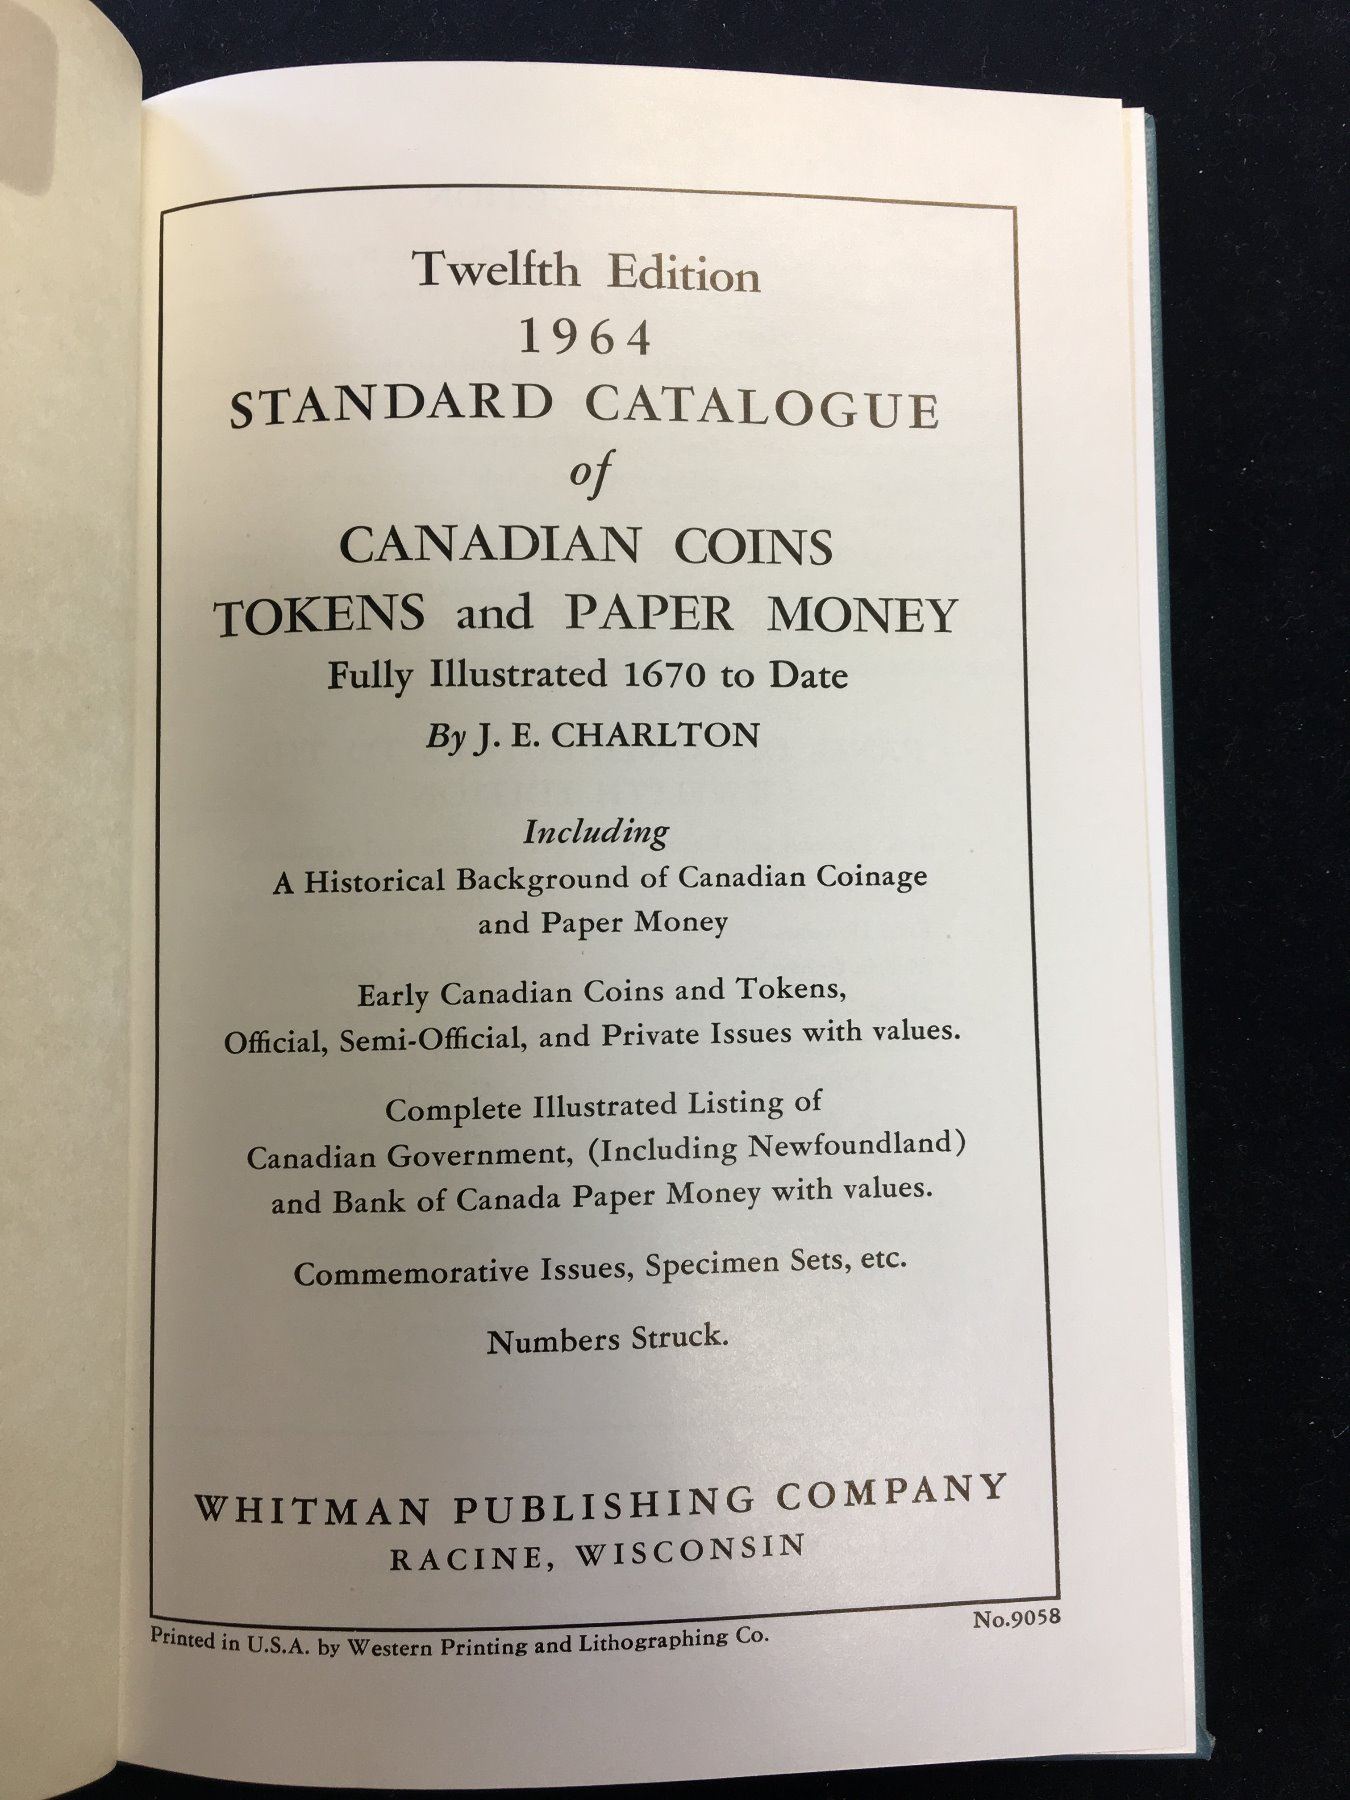 Twelfth Edition
1964
STANDARD CATALOGUE
of
CANADIAN COINS
TOKENS and PAPER MONEY
Fully Illustrated 1670 to Date
By J. E. CHARLTON
Including
A Historical Background of Canadian Coinage
and Paper Money
Early Canadian Coins and Tokens,
Official, Semi-Official, and Private Issues with values.
Complete Illustrated Listing of
Canadian Government, (Including Newfoundland)
and Bank of Canada Paper Money with values.
Commemorative Issues, Specimen Sets, etc.
Numbers Struck.
WHITMAN PUBLISHING COMPANY
RACINE, WISCONSIN
Printed in U.S.A. by Western Printing and Lithographing Co.
No.9058